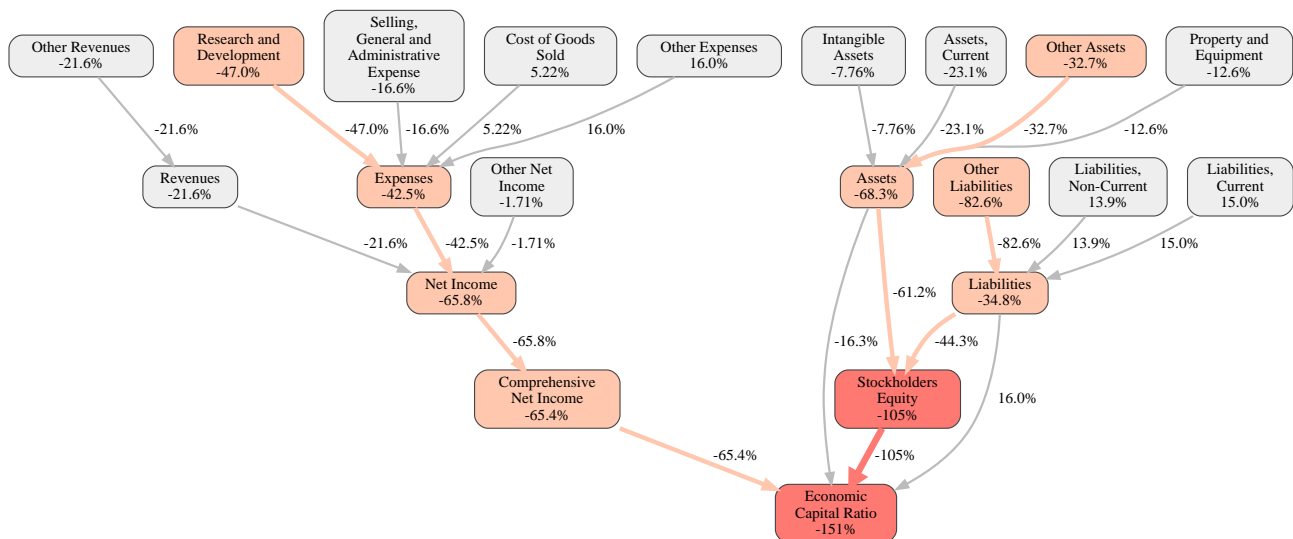 Other Revenues
-21.6%
Research and
Development
-47.0%
Selling,
General and
Administrative
Expense
-16.6%
Cost of Goods
Sold
5.22%
Other Expenses
16.0%
Intangible
Assets
-7.76%
Assets,
Current
-23.1%
Other Assets
-32.7%
Property and
Equipment
-12.6%
-21.6%
-47.0%
-16.6%
5.22%
16.0%
-7.76%
-23.1%
-32.7%
-12.6%
Revenues
-21.6%
Expenses
-42.5%
Other Net
Income
-1.71%
Assets
-68.3%
Other
Liabilities
-82.6%
Liabilities,
Non-Current
13.9%
Liabilities,
Current
15.0%
-21.6%
-42.5%
-1.71%
-82.6%
13.9%
15.0%
Net Income
-65.8%
-61.2%
Liabilities
-34.8%
-65.8%
-16.3%
-44.3%
Comprehensive
Net Income
-65.4%
Stockholders
Equity
-105%
16.0%
-65.4%
-105%
Economic
Capital Ratio
-151%